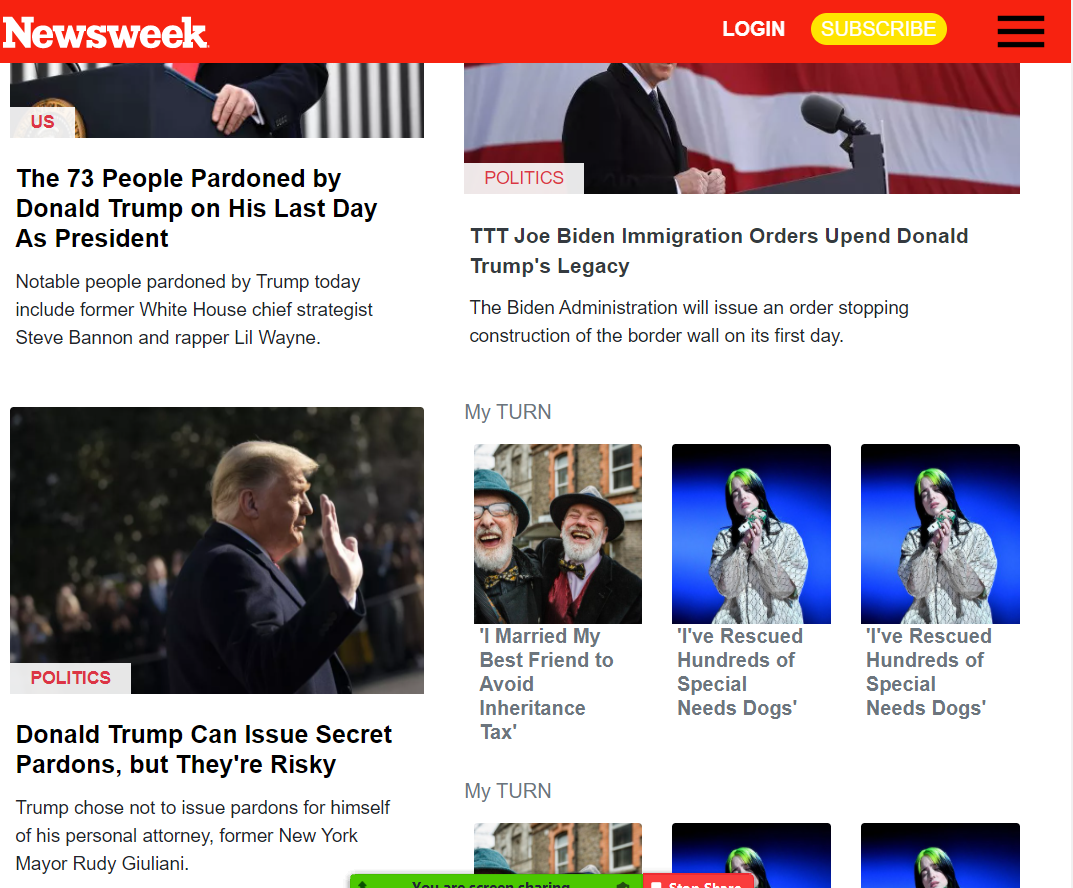 Newsweek
LOGIN
SUBSCRIBE
US
The 73 People Pardoned by
Donald Trump on His Last Day
As President
Notable people pardoned by Trump today
include former White House chief strategist
Steve Bannon and rapper Lil Wayne.
POLITICS
Donald Trump Can Issue Secret
Pardons, but They're Risky
Trump chose not to issue pardons for himself
of his personal attorney, former New York
Mayor Rudy Giuliani.
POLITICS
TTT Joe Biden Immigration Orders Upend Donald
Trump's Legacy
The Biden Administration will issue an order stopping
construction of the border wall on its first day.
My TURN
'I Married My
Best Friend to
Avoid
Inheritance
Tax'
'I've Rescued
Hundreds of
Special
Needs Dogs'
'I've Rescued
Hundreds of
Special
Needs Dogs'
My TURN
You are screen sharing
Stop Share